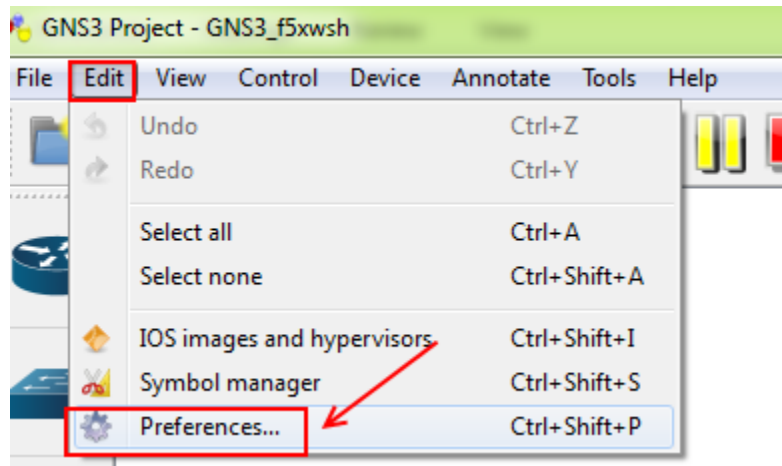 GNS3 Project - GNS3_f5xwsh
File Edit View Control Device Annotate Tools Help
Undo Ctrl+Z
Redo Ctrl+Y
Select all Ctrl+A
Select none Ctrl+Shift+A
IOS images and hypervisors Ctrl+Shift+I
Symbol manager Ctrl+Shift+S
Preferences... Ctrl+Shift+P